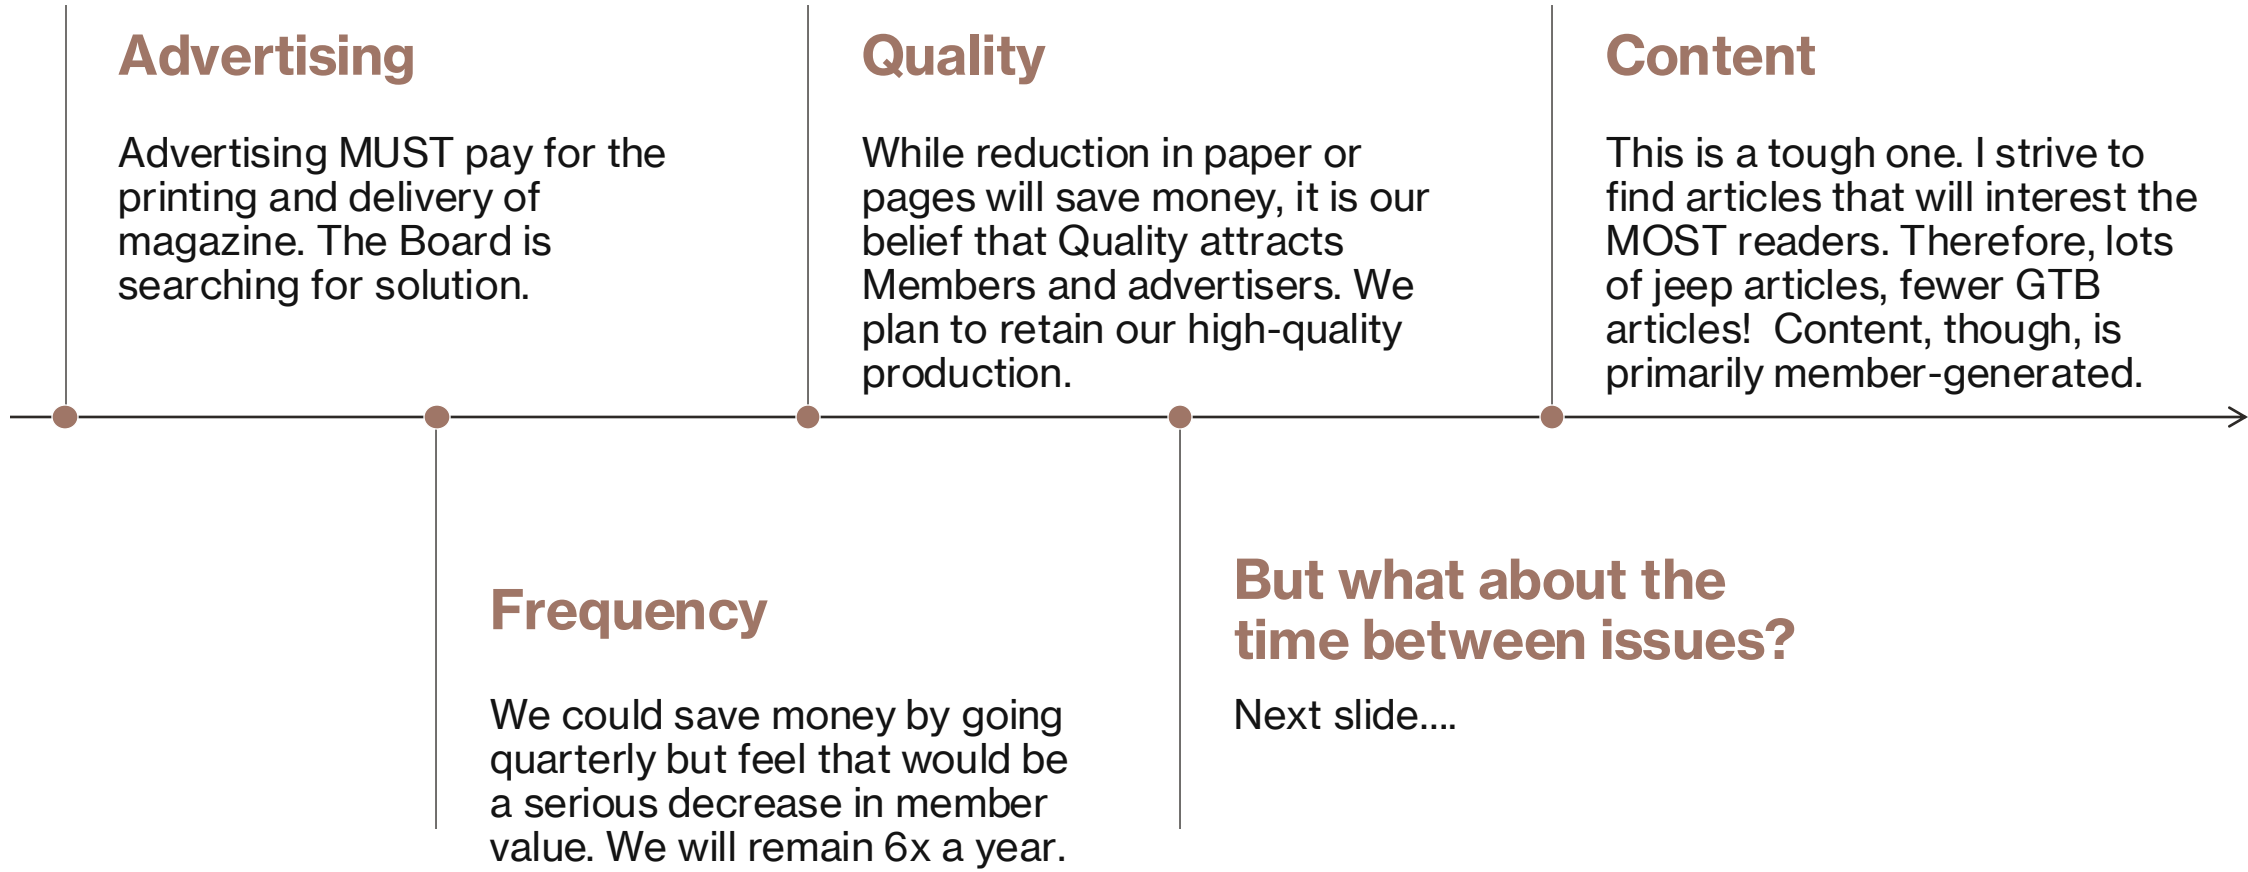 Advertising
Advertising MUST pay for the
printing and delivery of
magazine. The Board is
searching for solution.
Quality
While reduction in paper or
pages will save money, it is our
belief that Quality attracts
Members and advertisers. We
plan to retain our high-quality
production.
Content
This is a tough one. I strive to
find articles that will interest the
MOST readers. Therefore, lots
of jeep articles, fewer GTB
articles!  Content, though, is
primarily member-generated.
Frequency
We could save money by going
quarterly but feel that would be
a serious decrease in member
value. We will remain 6x a year.
But what about the
time between issues?
Next slide....